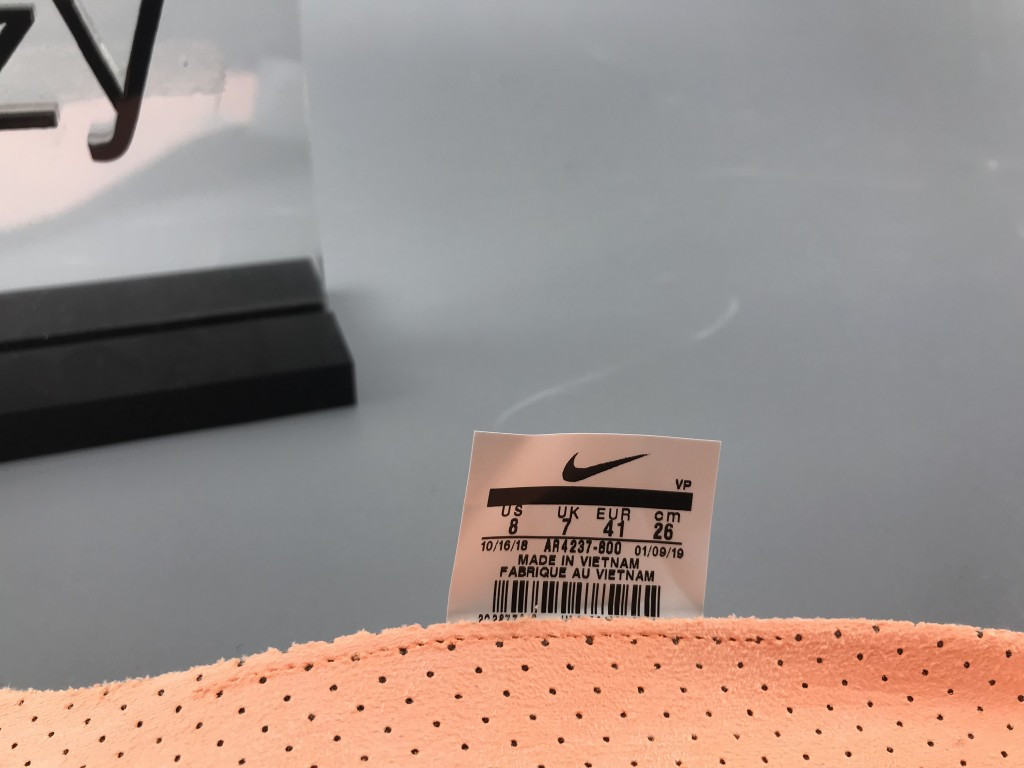 zy
VP
US UK EUR cm
8 7 41 26
10/16/18 AR4237-800 01/09/19
MADE IN VIETNAM
FABRIQUE AU VIETNAM